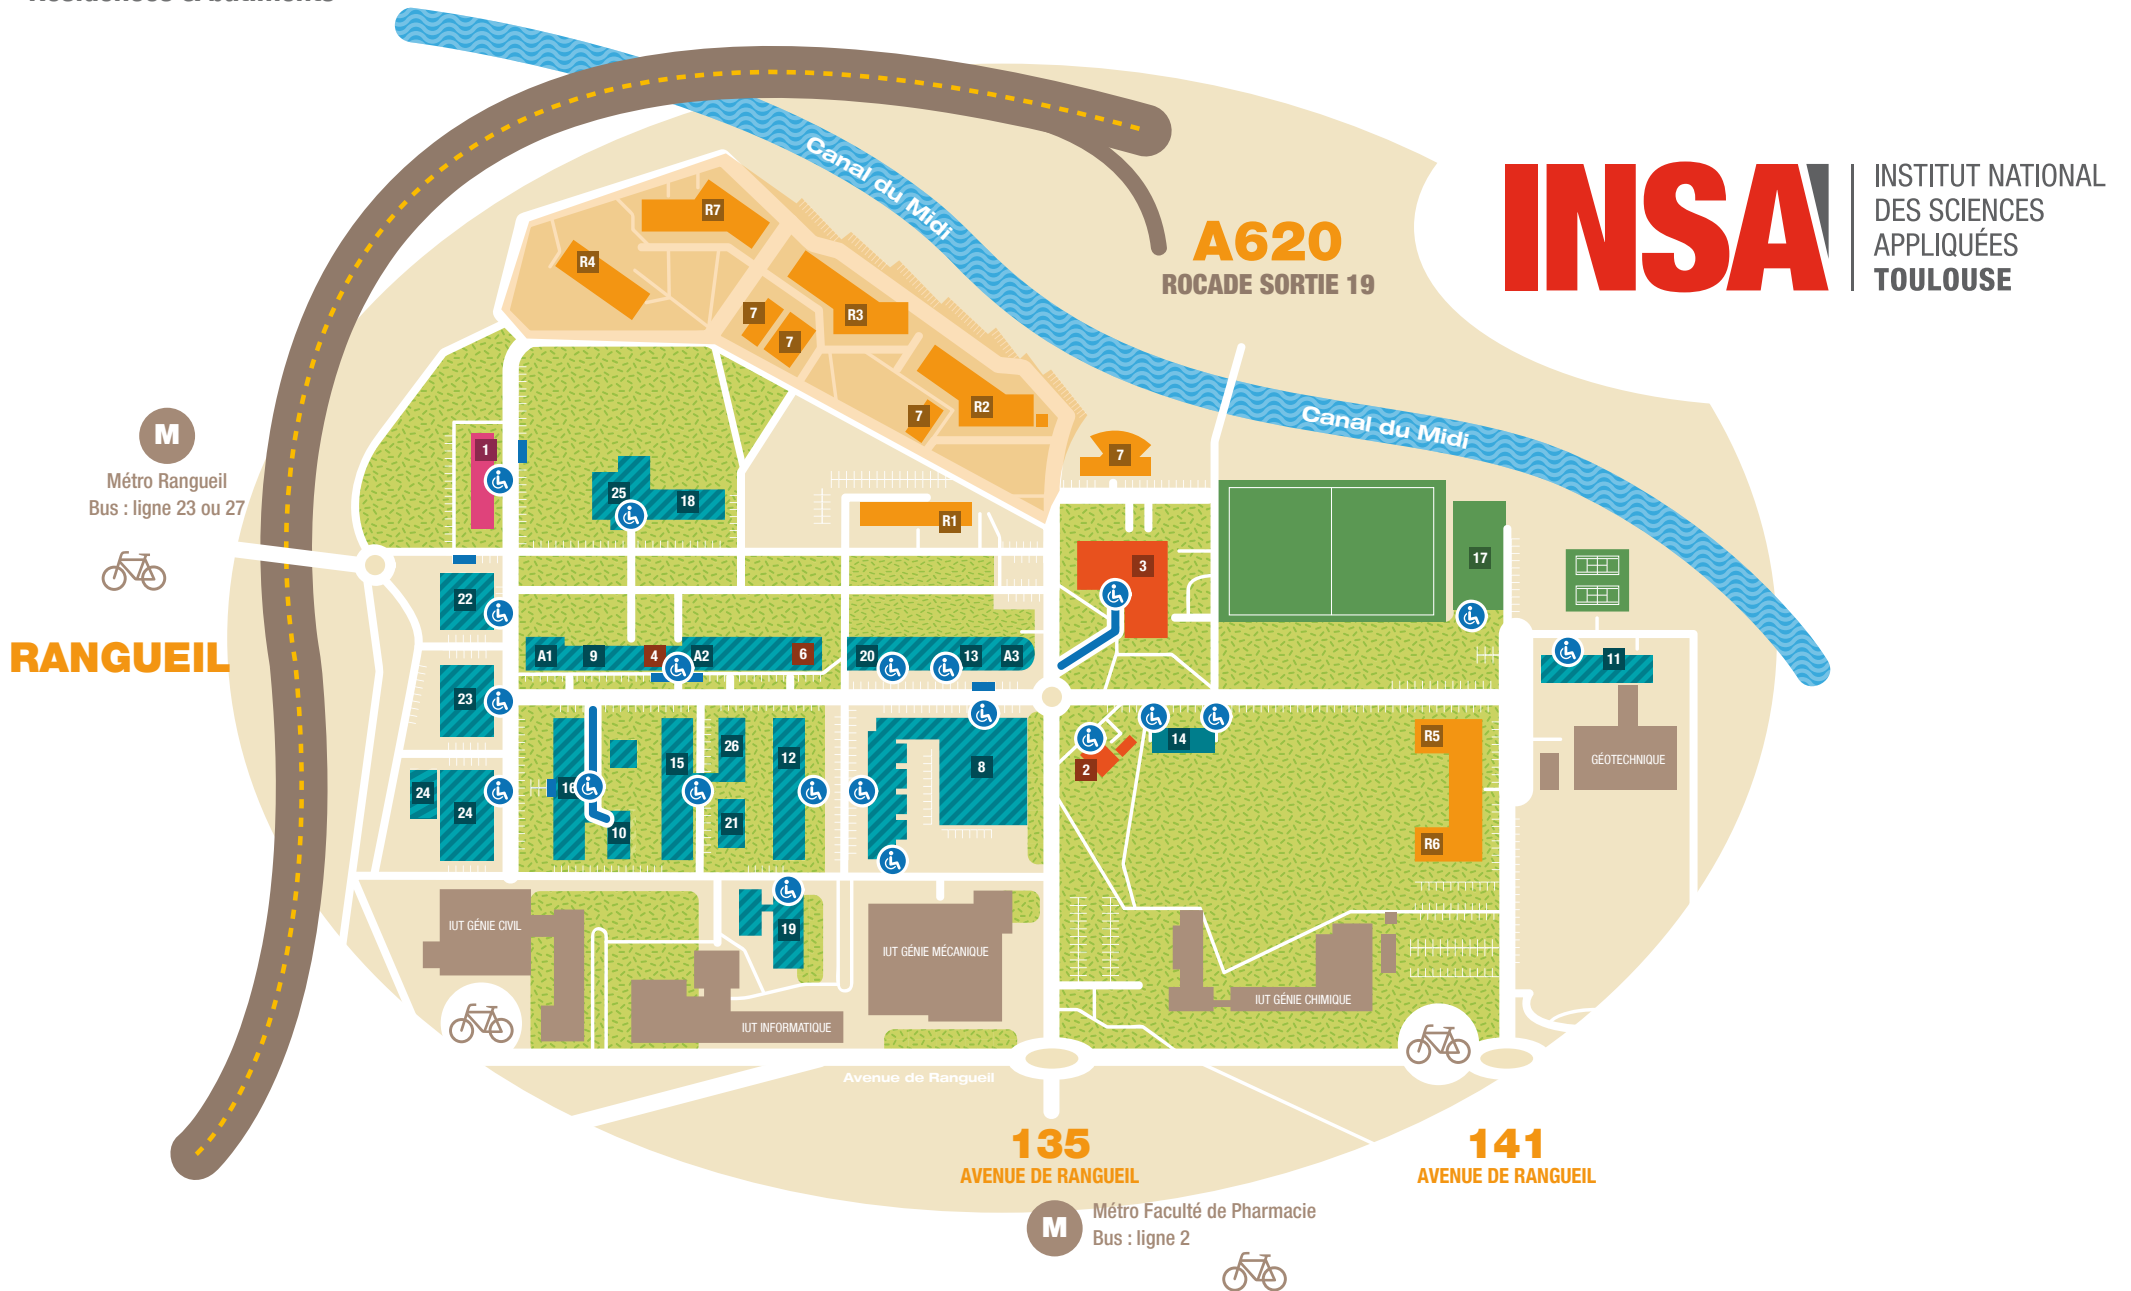 Résidences & bâtiments
Canal du Midi
INSA
INSTITUT NATIONAL
DES SCIENCES
APPLIQUÉES
TOULOUSE
A620
ROCADE SORTIE 19
R7
R4
7
7
R3
R2
7
Canal du Midi
M
Métro Rangueil
Bus : ligne 23 ou 27
1
7
25
18
R1
3
17
22
RANGUEIL
A1
9
4
A2
6
20
13
A3
11
23
26
14
R5
15
12
8
2
GÉOTECHNIQUE
24
24
16
10
21
R6
IUT GÉNIE CIVIL
19
IUT GÉNIE MÉCANIQUE
IUT GÉNIE CHIMIQUE
IUT INFORMATIQUE
Avenue de Rangueil
135
AVENUE DE RANGUEIL
141
AVENUE DE RANGUEIL
M
Métro Faculté de Pharmacie
Bus : ligne 2